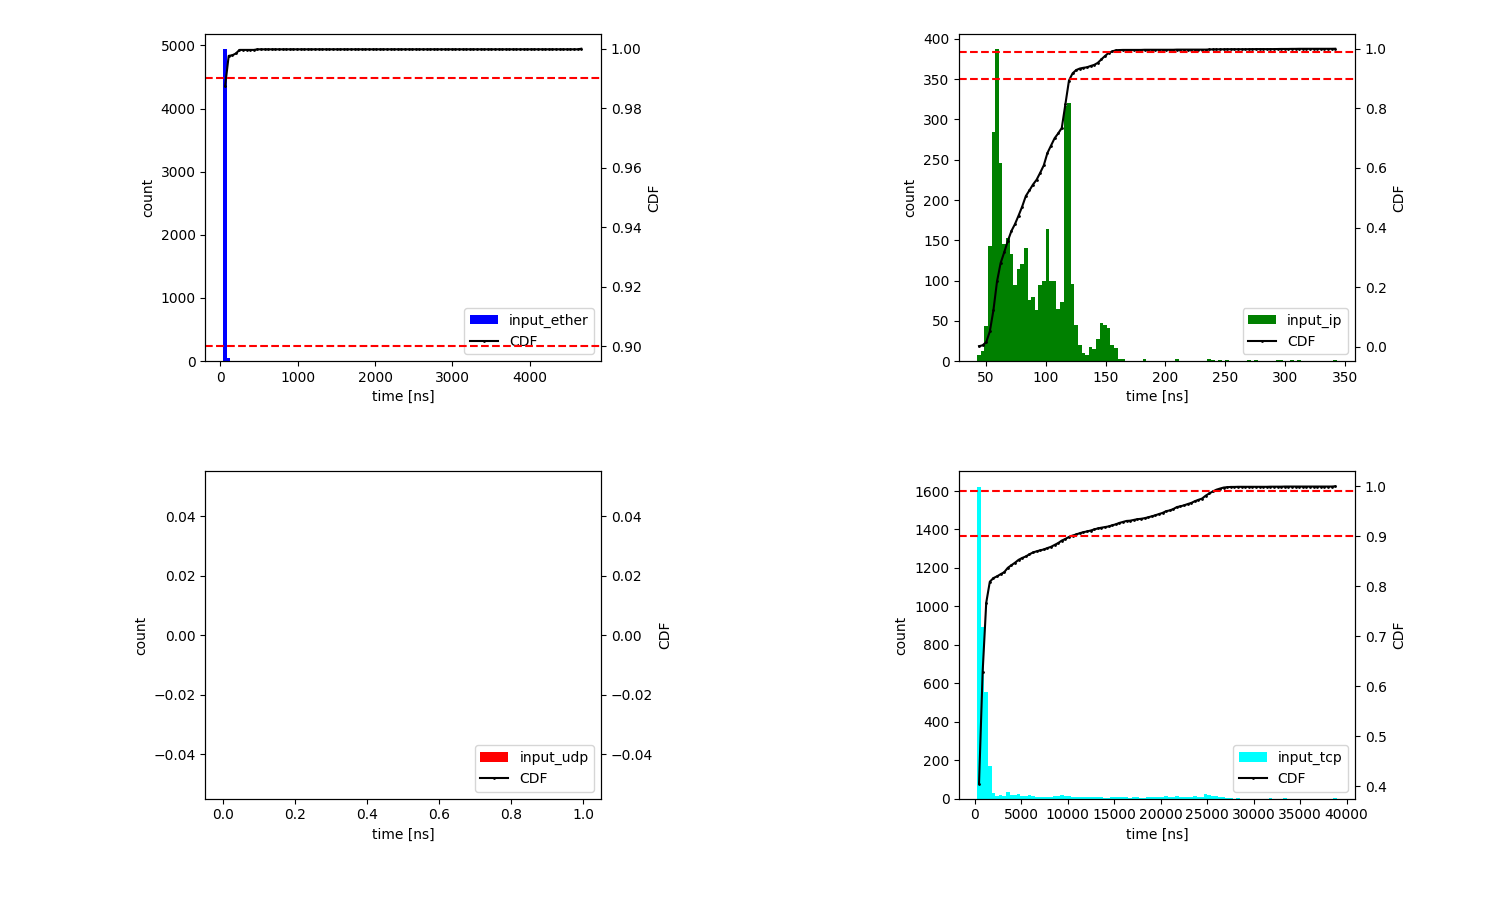 5000
4000
3000
2000
1000
0
count
1.00
0.98
0.96
0.94
0.92
0.90
CDF
input_ether
CDF
0 1000 2000 3000 4000
time [ns]
400
350
300
250
200
150
100
50
0
count
1.0
0.8
0.6
0.4
0.2
0.0
CDF
input_ip
CDF
50 100 150 200 250 300 350
time [ns]
0.04
0.02
0.00
−0.02
−0.04
count
0.04
0.02
0.00
−0.02
−0.04
CDF
input_udp
CDF
0.0 0.2 0.4 0.6 0.8 1.0
time [ns]
1600
1400
1200
1000
800
600
400
200
0
count
1.0
0.9
0.8
0.7
0.6
0.5
0.4
CDF
input_tcp
CDF
0 5000 10000 15000 20000 25000 30000 35000 40000
time [ns]